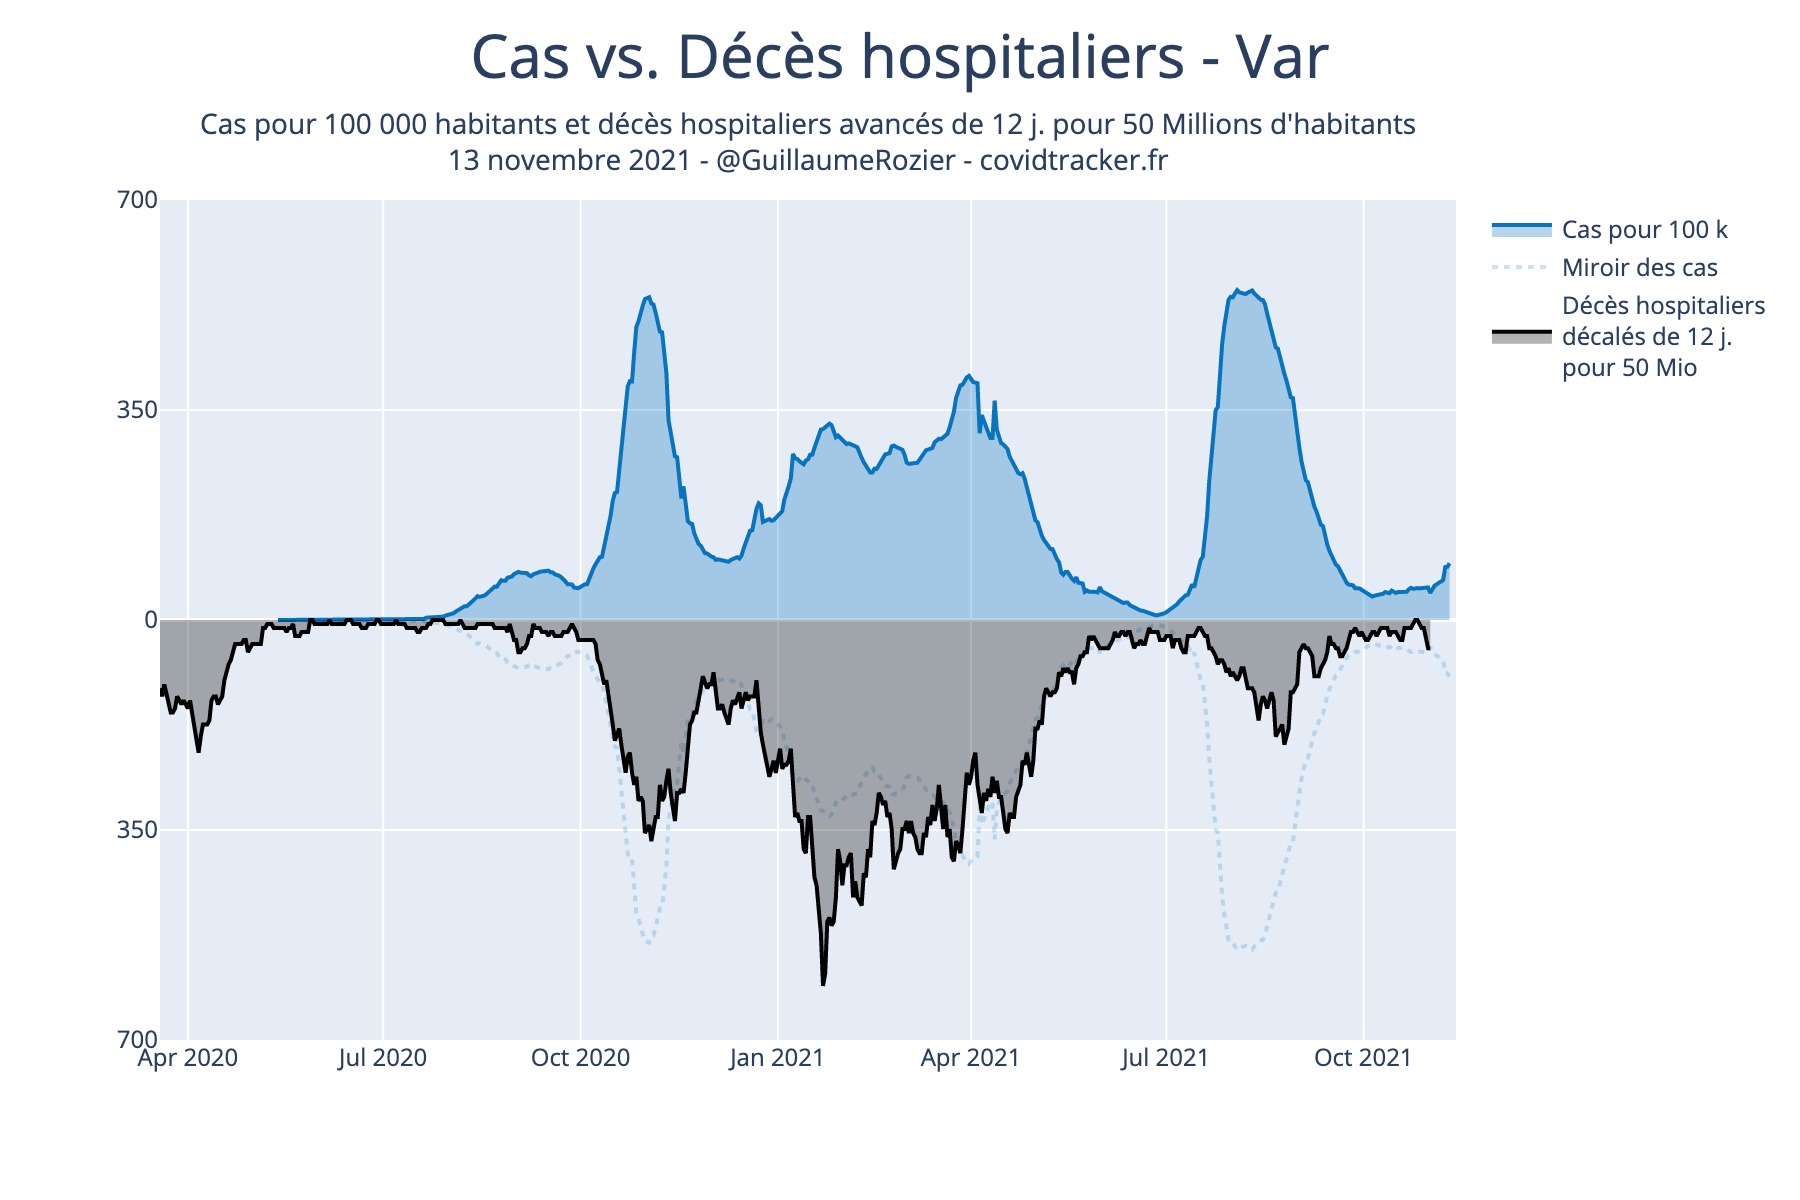 Cas vs. Décès hospitaliers - Var
Cas pour 100 000 habitants et décès hospitaliers avancés de 12 j. pour 50 Millions d'habitants
13 novembre 2021 - @GuillaumeRozier - covidtracker.fr
700
350
0
350
700
Apr 2020
Jul 2020
Oct 2020
Jan 2021
Apr 2021
Jul 2021
Oct 2021
Cas pour 100 k
Miroir des cas
Décès hospitaliers
décalés de 12 j.
pour 50 Mio